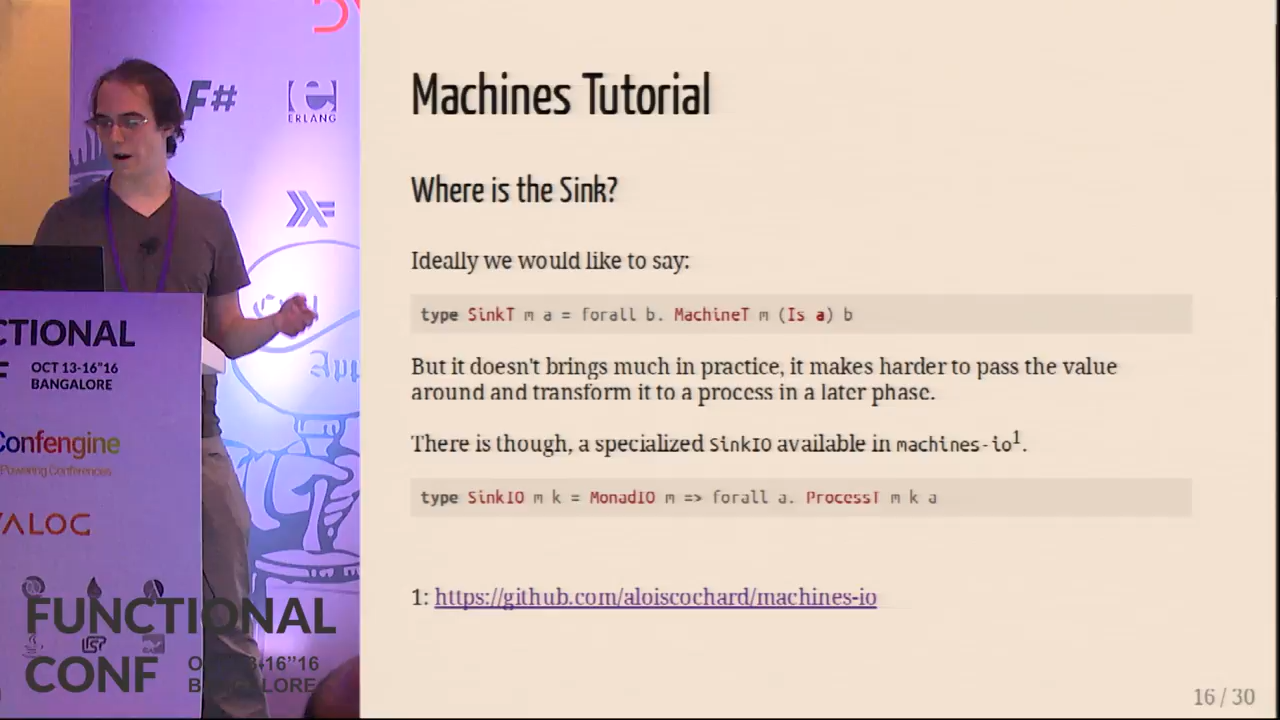 F#
ERLANG
CTIONAL
F
OCT 13-16"16
BANGALORE
Confengine
Powering Conferences
YALOG
FUNCTIONAL
CONF
Machines Tutorial
Where is the Sink?
Ideally we would like to say:
type SinkT m a = forall b. MachineT m (Is a) b
But it doesn't brings much in practice, it makes harder to pass the value
around and transform it to a process in a later phase.
There is though, a specialized SinkIO available in machines-io¹.
type SinkIO m k = MonadIO m => forall a. ProcessT m k a
1: https://github.com/aloiscochard/machines-io
16 / 30